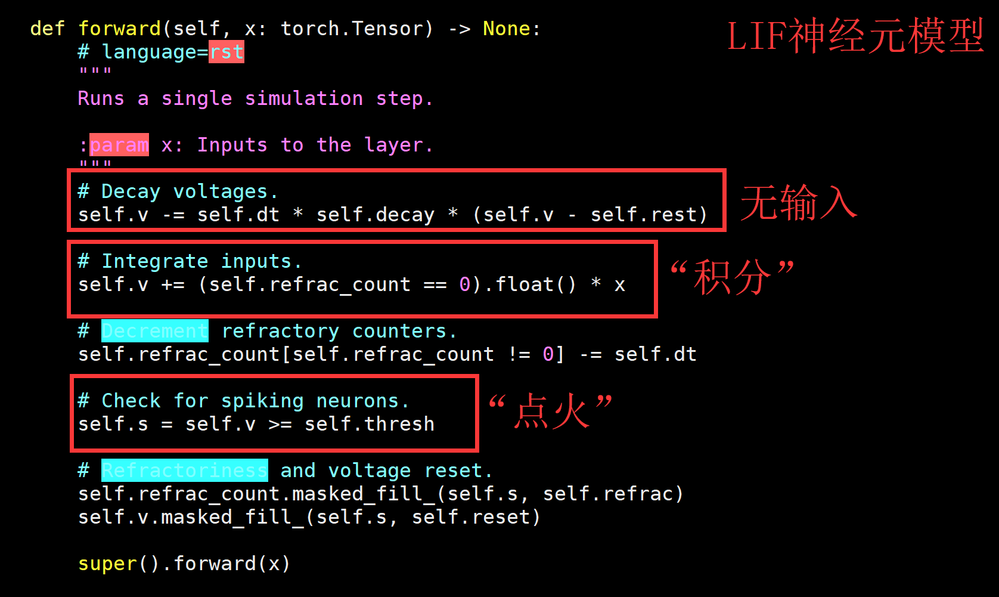 def forward(self, x: torch.Tensor) -> None:
LIF神经元模型
# language=rst
"""
Runs a single simulation step.
:param x: Inputs to the layer.
"""
# Decay voltages.
self.v -= self.dt * self.decay * (self.v - self.rest)
无输入
# Integrate inputs.
self.v += (self.refrac_count == 0).float() * x
“积分”
# Decrement refractory counters.
self.refrac_count[self.refrac_count != 0] -= self.dt
# Check for spiking neurons.
self.s = self.v >= self.thresh
“点火”
# Refractoriness and voltage reset.
self.refrac_count.masked_fill_(self.s, self.refrac)
self.v.masked_fill_(self.s, self.reset)
super().forward(x)